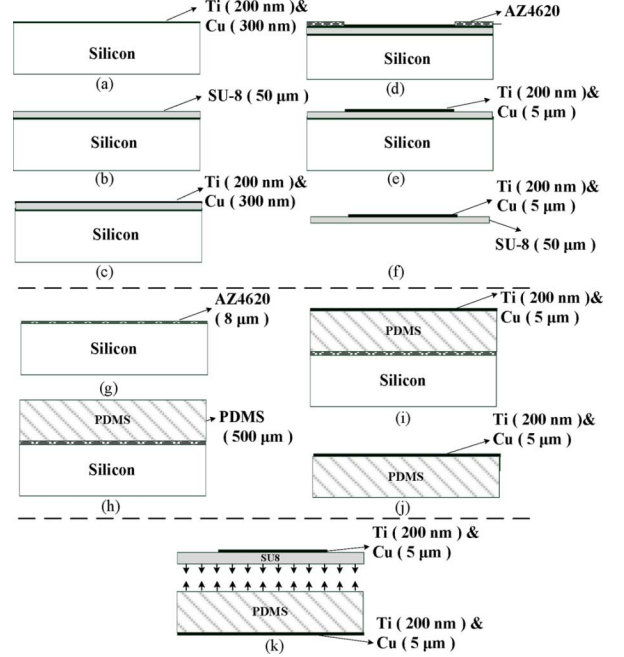 Ti ( 200 nm )&
Cu ( 300 nm)
Silicon
(a)
SU-8 ( 50 μm )
Silicon
(b)
Ti ( 200 nm )&
Cu ( 300 nm)
Silicon
(c)
AZ4620
Silicon
(d)
Ti ( 200 nm )&
Cu ( 5 μm )
Silicon
(e)
Ti ( 200 nm )&
Cu ( 5 μm )
SU-8 ( 50 μm )
(f)
AZ4620
( 8 μm )
Silicon
(g)
PDMS
PDMS
( 500 μm )
Silicon
(h)
Ti ( 200 nm )&
Cu ( 5 μm )
PDMS
Silicon
(i)
Ti ( 200 nm )&
Cu ( 5 μm )
PDMS
(j)
Ti ( 200 nm ) &
Cu ( 5 μm )
SU8
PDMS
Ti ( 200 nm ) &
Cu ( 5 μm )
(k)